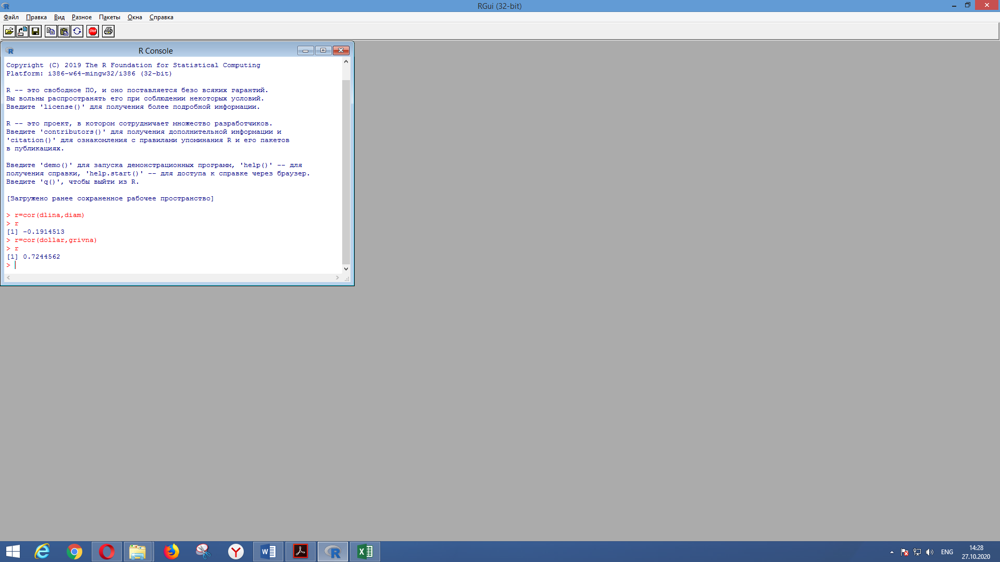 RGui (32-bit)
Файл Правка Вид Разное Пакеты Окна Справка
STOP
R Console
Copyright (C) 2019 The R Foundation for Statistical Computing
Platform: i386-w64-mingw32/i386 (32-bit)
R -- это свободное ПО, и оно поставляется безо всяких гарантий.
Вы вольны распространять его при соблюдении некоторых условий.
Введите 'license()' для получения более подробной информации.
R -- это проект, в котором сотрудничает множество разработчиков.
Введите 'contributors()' для получения дополнительной информации и
'citation()' для ознакомления с правилами упоминания R и его пакетов
в публикациях.
Введите 'demo()' для запуска демонстрационных программ, 'help()' -- для
получения справки, 'help.start()' -- для доступа к справке через браузер.
Введите 'q()', чтобы выйти из R.
[Загружено ранее сохраненное рабочее пространство]
> r=cor(dlina,diam)
> r
[1] -0.1914513
> r=cor(dollar,grivna)
> r
[1] 0.7244562
>
ENG
14:28
27.10.2020